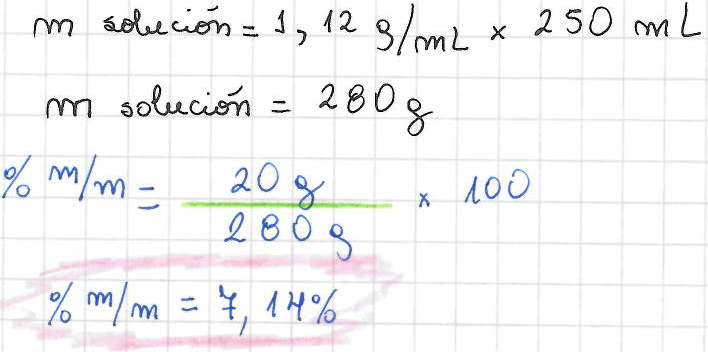 m solución = 1,12 g/mL × 250 mL
m solución = 280 g
% m/m = 20 g / 280 g × 100
% m/m = 7,14%